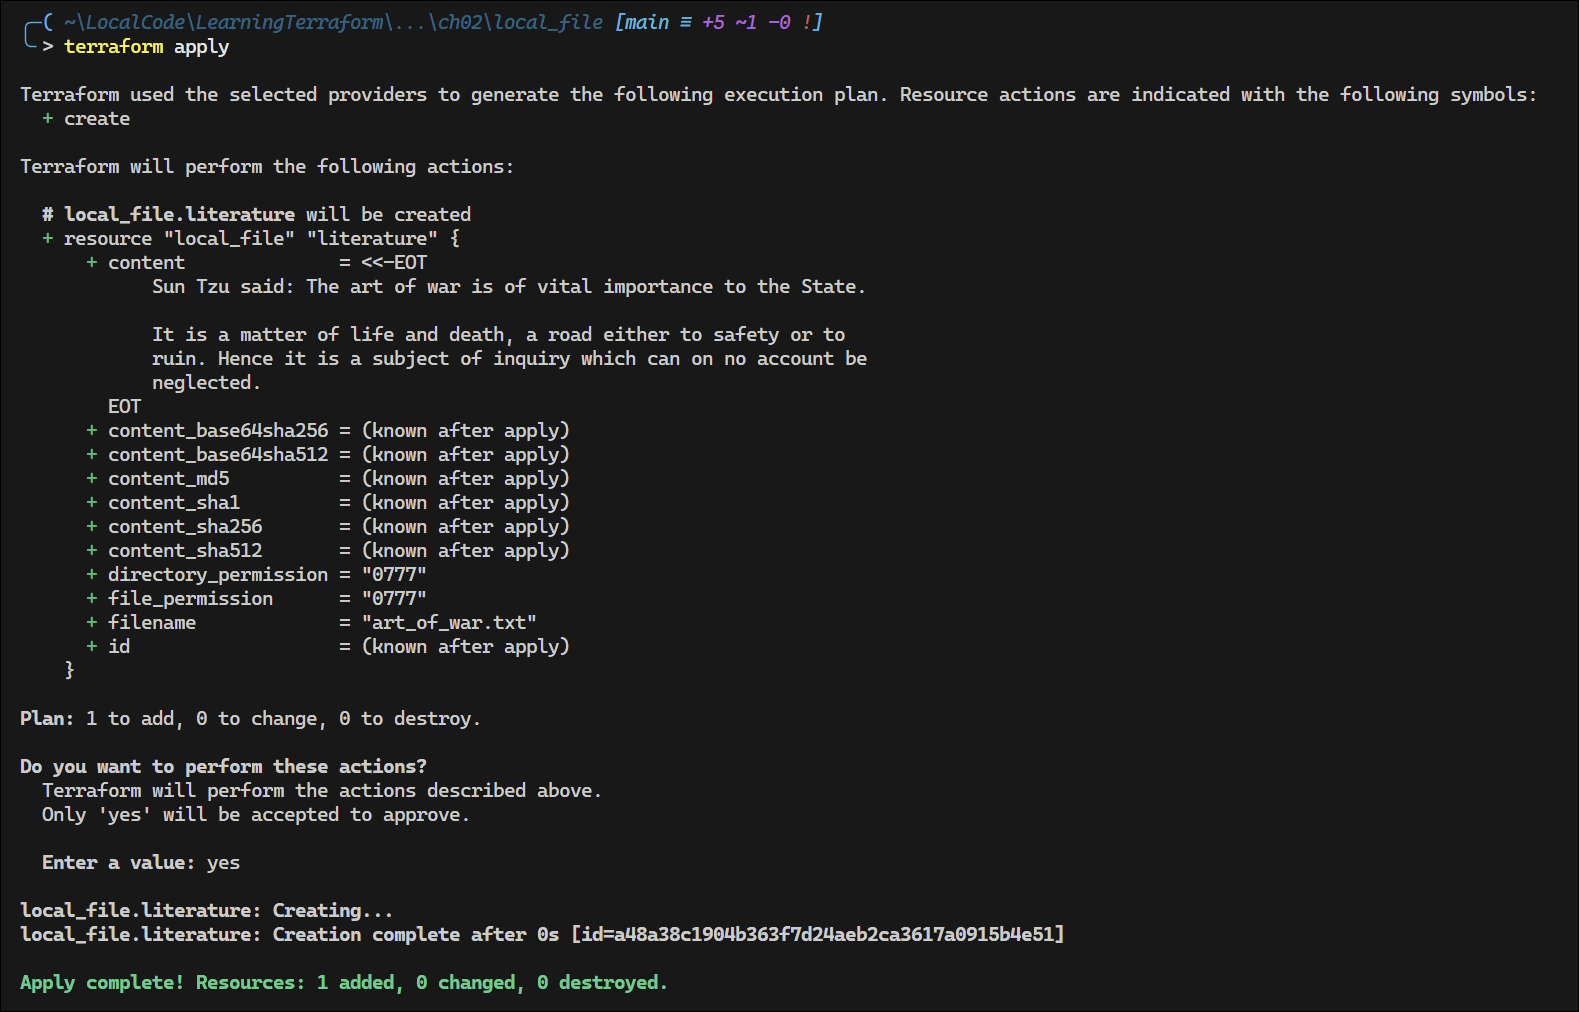 ~\LocalCode\LearningTerraform\...\ch02\local_file [main ≡ +5 ~1 -0 !]
> terraform apply
Terraform used the selected providers to generate the following execution plan. Resource actions are indicated with the following symbols:
+ create
Terraform will perform the following actions:
# local_file.literature will be created
+ resource "local_file" "literature" {
+ content = <<-EOT
Sun Tzu said: The art of war is of vital importance to the State.
It is a matter of life and death, a road either to safety or to
ruin. Hence it is a subject of inquiry which can on no account be
neglected.
EOT
+ content_base64sha256 = (known after apply)
+ content_base64sha512 = (known after apply)
+ content_md5 = (known after apply)
+ content_sha1 = (known after apply)
+ content_sha256 = (known after apply)
+ content_sha512 = (known after apply)
+ directory_permission = "0777"
+ file_permission = "0777"
+ filename = "art_of_war.txt"
+ id = (known after apply)
}
Plan: 1 to add, 0 to change, 0 to destroy.
Do you want to perform these actions?
Terraform will perform the actions described above.
Only 'yes' will be accepted to approve.
Enter a value: yes
local_file.literature: Creating...
local_file.literature: Creation complete after 0s [id=a48a38c1904b363f7d24aeb2ca3617a0915b4e51]
Apply complete! Resources: 1 added, 0 changed, 0 destroyed.